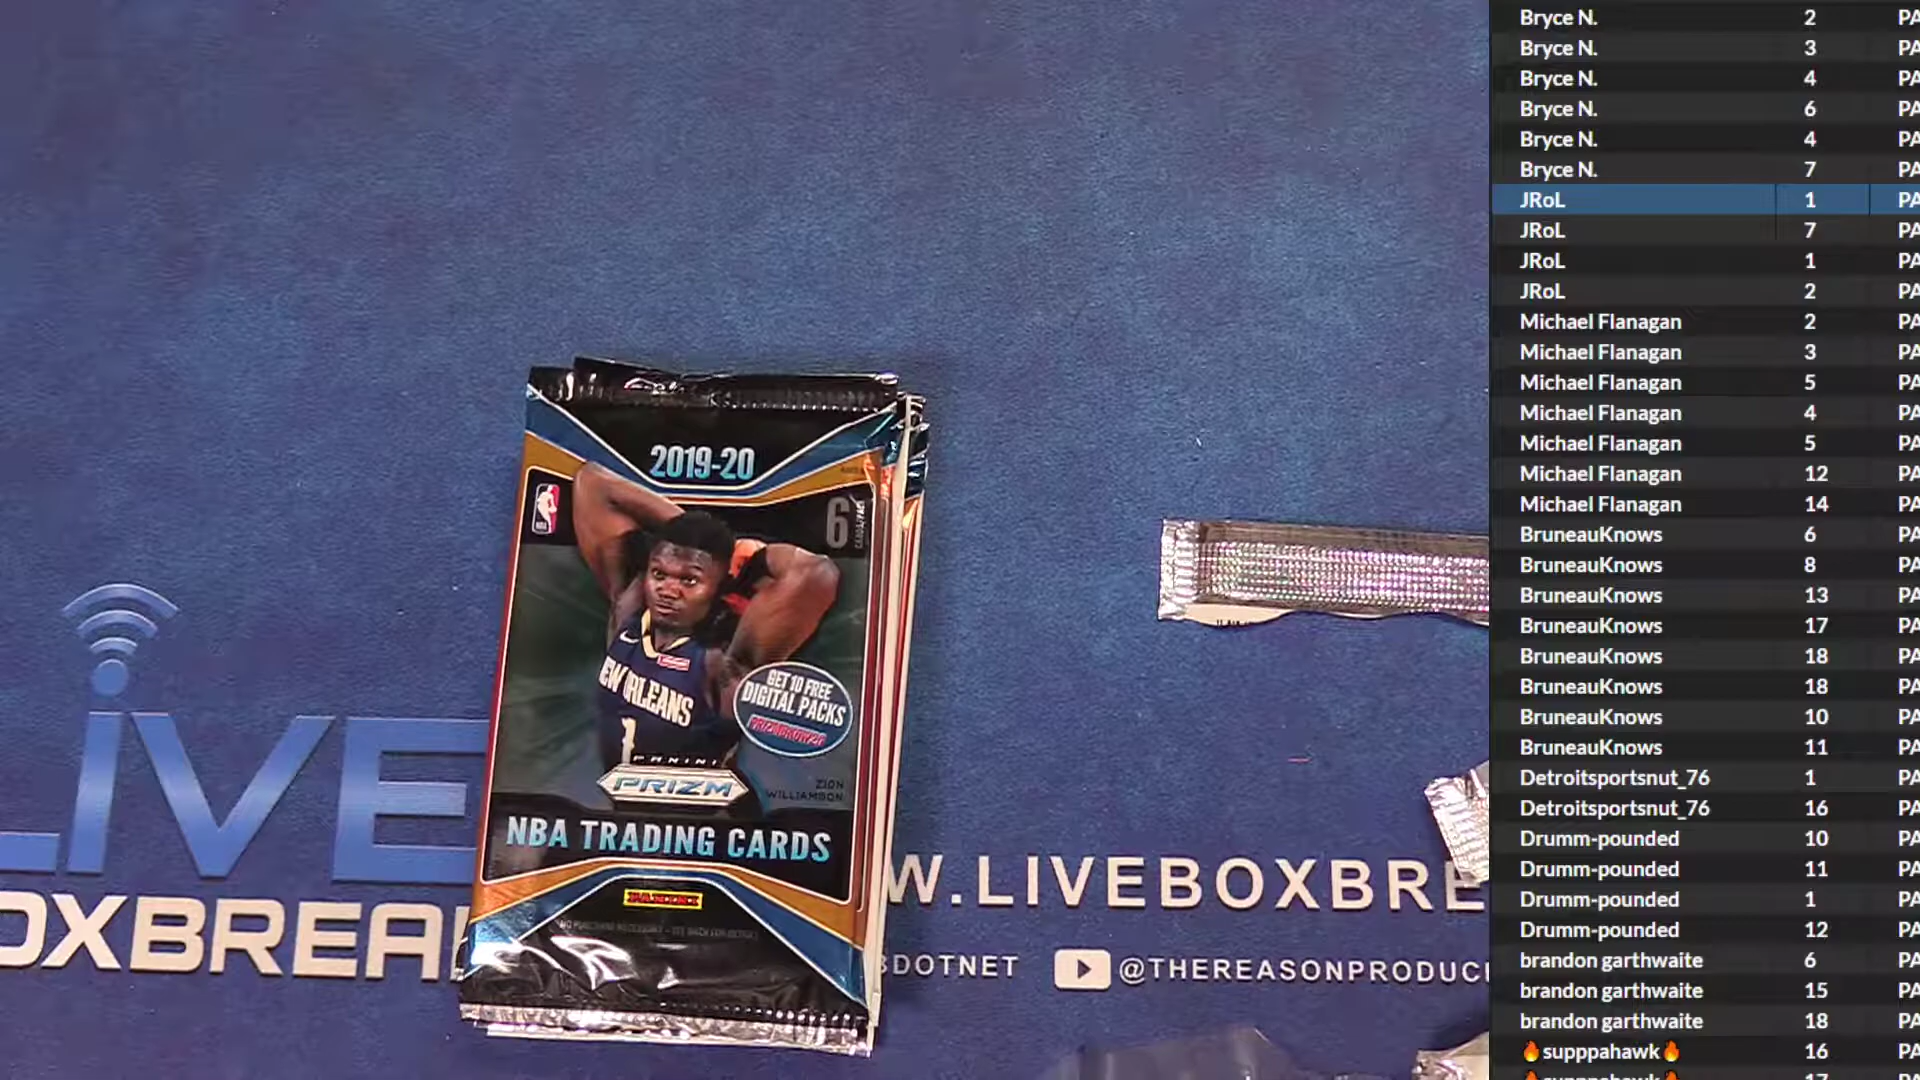 2019-20
NBA
6
NEW ORLEANS
1
GET 10 FREE
DIGITAL PACKS
PANINI
PRIZM
ZION
WILLIAMSON
NBA TRADING CARDS
PANINI
LIVE
OXBREA
W.LIVEBOXBRE
DOTNET
@THEREASONPRODUC
Bryce N. 2 PA
Bryce N. 3 PA
Bryce N. 4 PA
Bryce N. 6 PA
Bryce N. 4 PA
Bryce N. 7 PA
JRoL 1 PA
JRoL 7 PA
JRoL 1 PA
JRoL 2 PA
Michael Flanagan 2 PA
Michael Flanagan 3 PA
Michael Flanagan 5 PA
Michael Flanagan 4 PA
Michael Flanagan 5 PA
Michael Flanagan 12 PA
Michael Flanagan 14 PA
BruneauKnows 6 PA
BruneauKnows 8 PA
BruneauKnows 13 PA
BruneauKnows 17 PA
BruneauKnows 18 PA
BruneauKnows 18 PA
BruneauKnows 10 PA
BruneauKnows 11 PA
Detroitsportsnut_76 1 PA
Detroitsportsnut_76 16 PA
Drumm-pounded 10 PA
Drumm-pounded 11 PA
Drumm-pounded 1 PA
Drumm-pounded 12 PA
brandon garthwaite 6 PA
brandon garthwaite 15 PA
brandon garthwaite 18 PA
🔥supppahawk🔥 16 PA